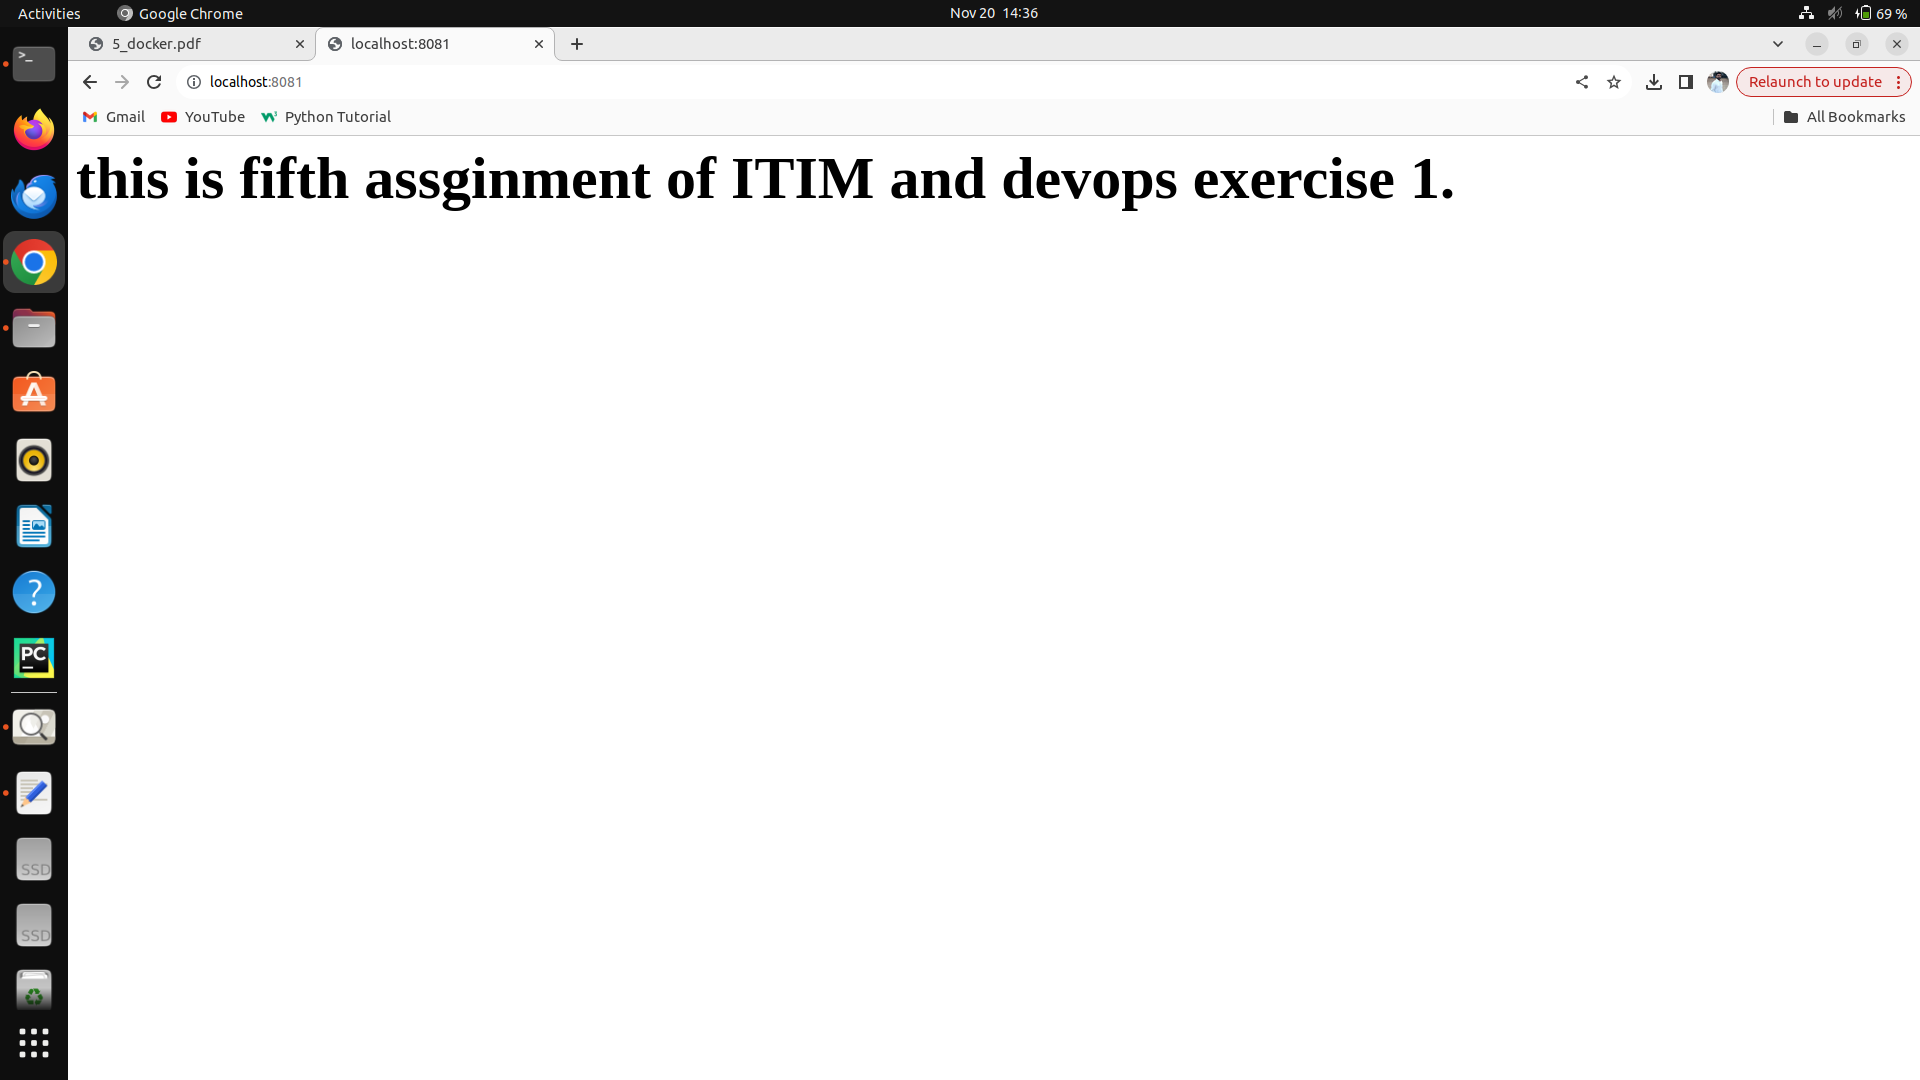 Activities Google Chrome Nov 20 14:36 69 %
5_docker.pdf localhost:8081
localhost:8081 Relaunch to update
Gmail YouTube Python Tutorial All Bookmarks
this is fifth assginment of ITIM and devops exercise 1.
PC
SSD
SSD